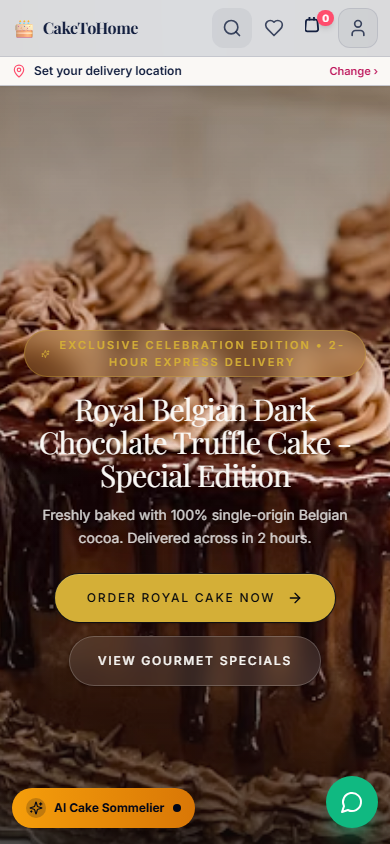 CakeToHome
0
Set your delivery location
Change ›
EXCLUSIVE CELEBRATION EDITION • 2-
HOUR EXPRESS DELIVERY
Royal Belgian Dark
Chocolate Truffle Cake –
Special Edition
Freshly baked with 100% single-origin Belgian
cocoa. Delivered across in 2 hours.
ORDER ROYAL CAKE NOW →
VIEW GOURMET SPECIALS
AI Cake Sommelier